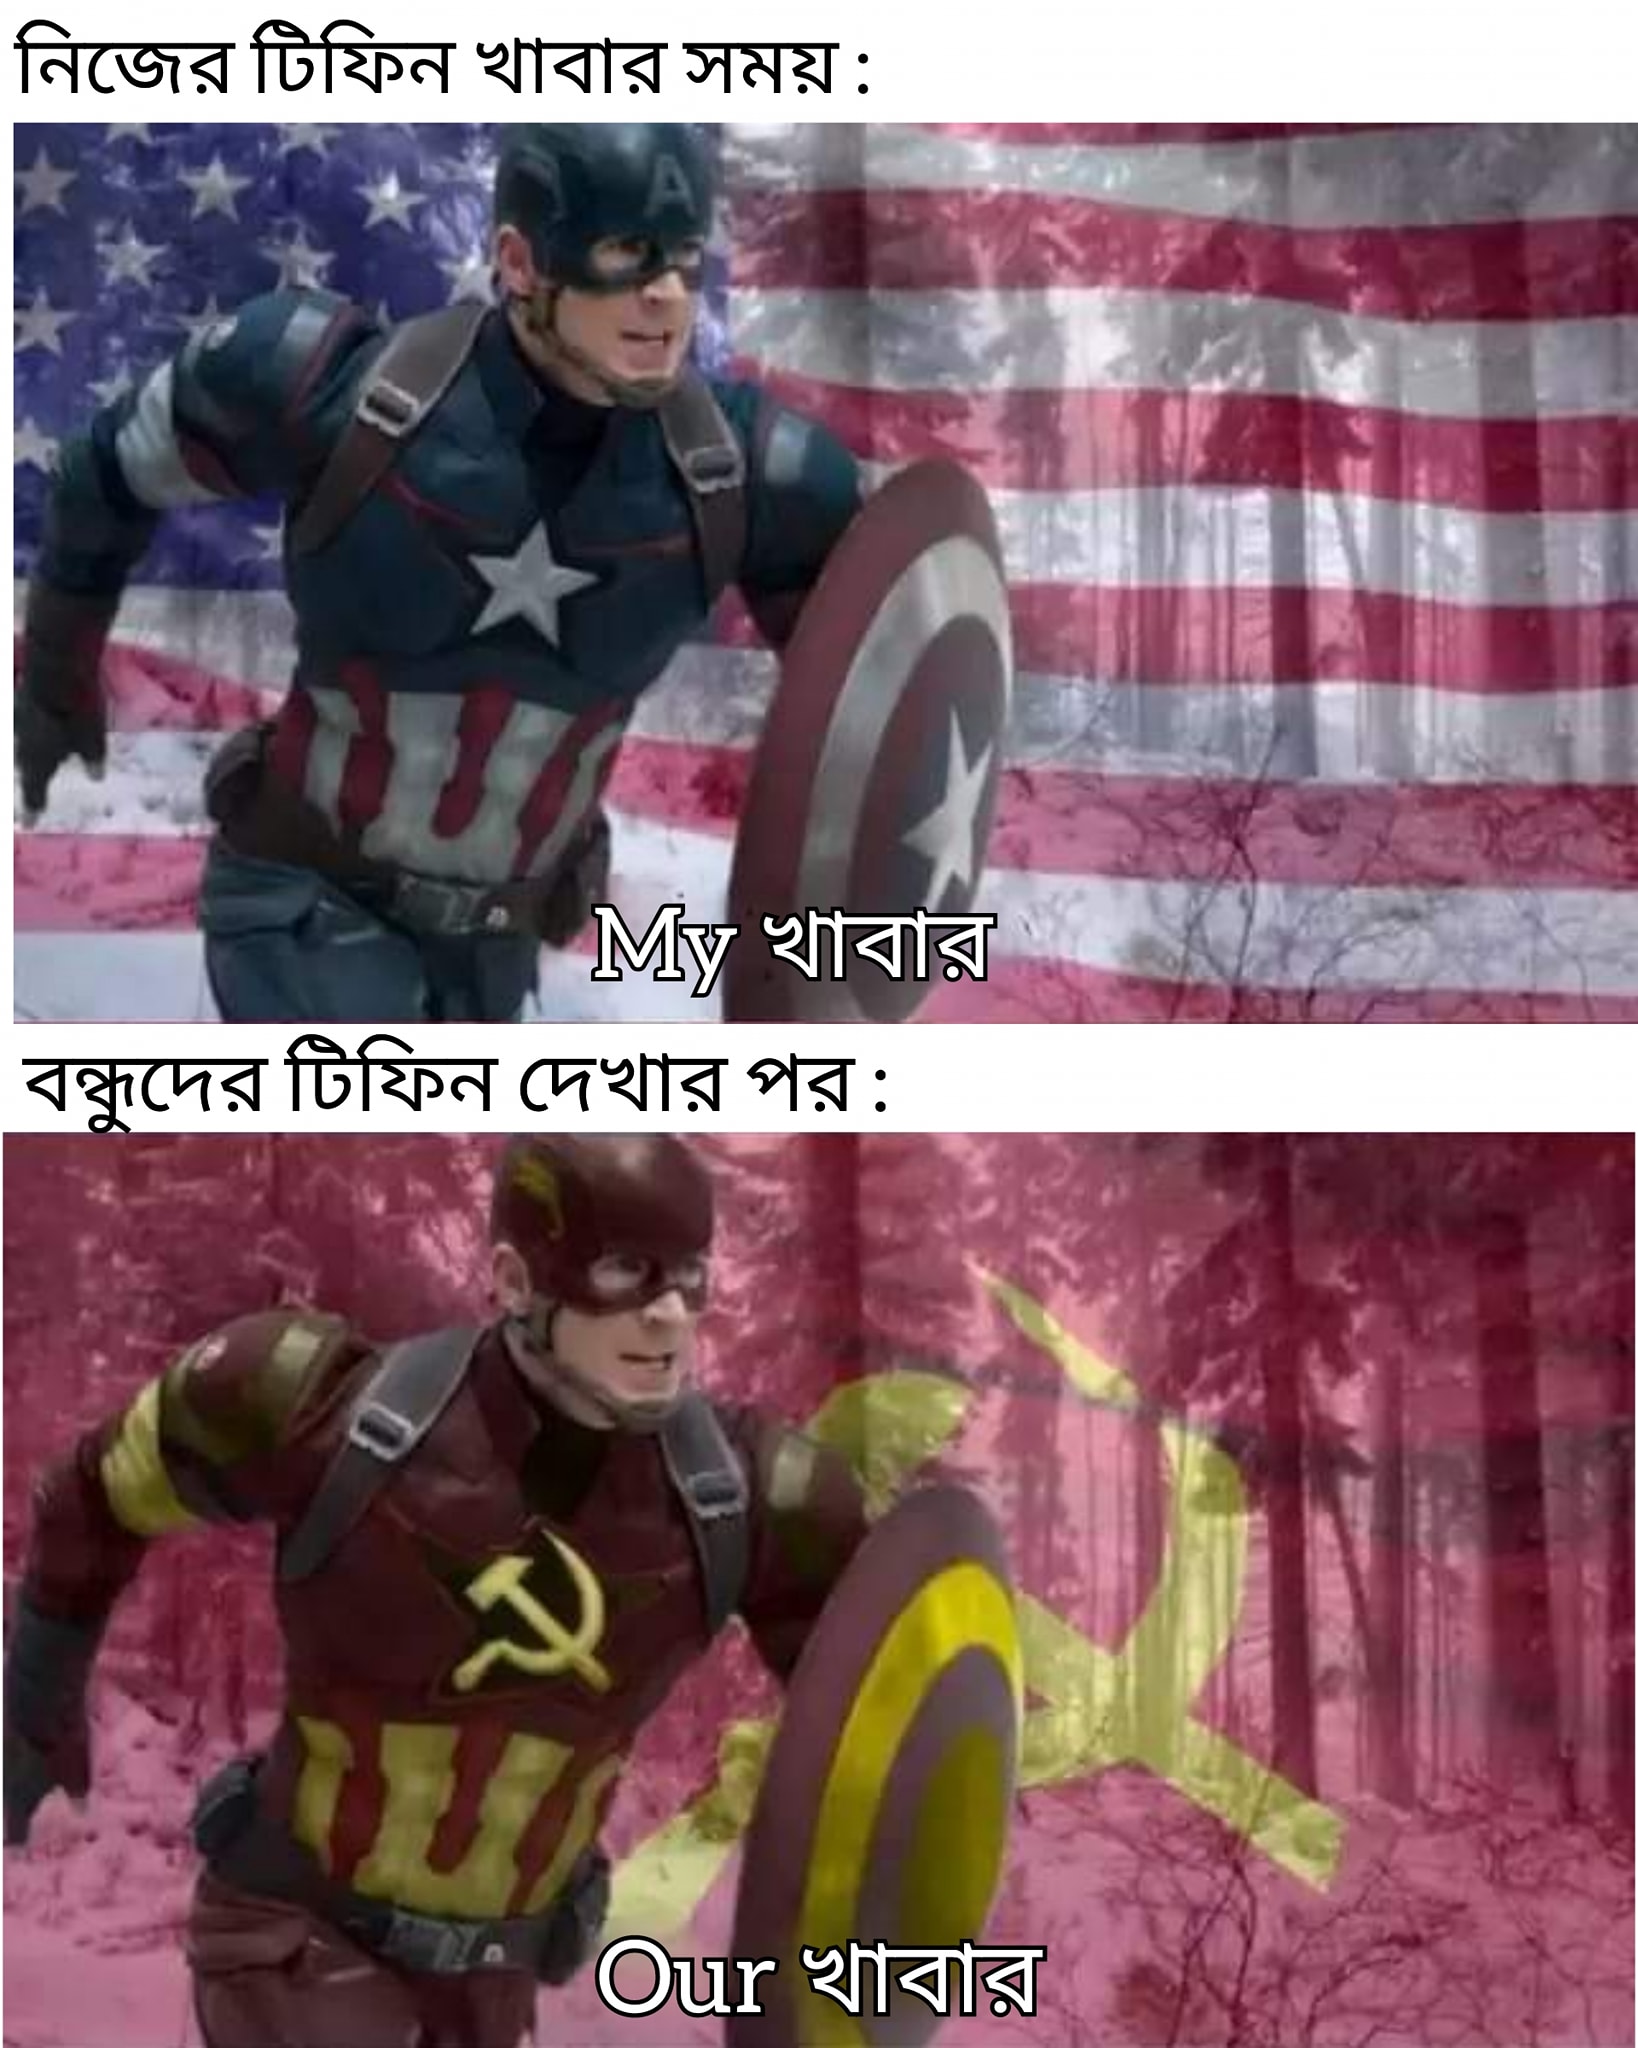 নিজের টিফিন খাবার সময় :
A
My খাবার
বন্ধুদের টিফিন দেখার পর :
Our খাবার